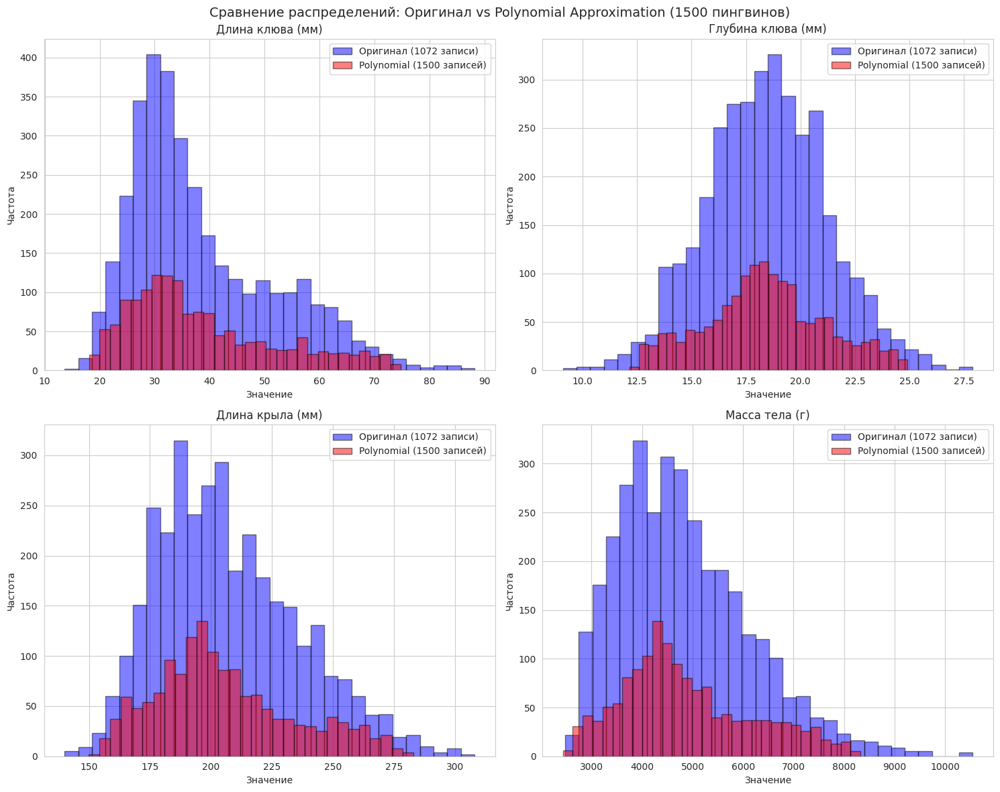 Сравнение распределений: Оригинал vs Polynomial Approximation (1500 пингвинов)
Длина клюва (мм)
Оригинал (1072 записи)
Polynomial (1500 записей)
Частота
400
350
300
250
200
150
100
50
0
10 20 30 40 50 60 70 80 90
Значение
Глубина клюва (мм)
Оригинал (1072 записи)
Polynomial (1500 записей)
Частота
300
250
200
150
100
50
0
10.0 12.5 15.0 17.5 20.0 22.5 25.0 27.5
Значение
Длина крыла (мм)
Оригинал (1072 записи)
Polynomial (1500 записей)
Частота
300
250
200
150
100
50
0
150 175 200 225 250 275 300
Значение
Масса тела (г)
Оригинал (1072 записи)
Polynomial (1500 записей)
Частота
300
250
200
150
100
50
0
3000 4000 5000 6000 7000 8000 9000 10000
Значение